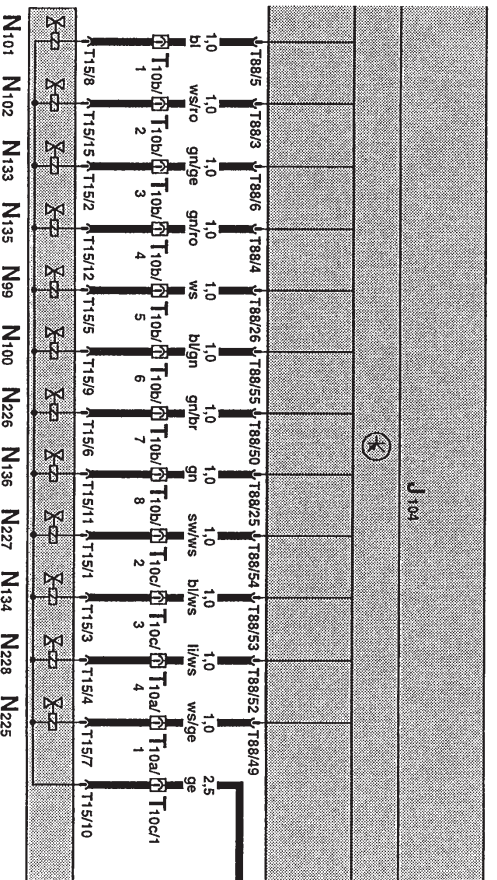 N101 T15/8 T10b/1 bl 1,0 T88/5
N102 T15/15 T10b/2 ws/ro 1,0 T88/3
N133 T15/2 T10b/3 gn/ge 1,0 T88/6
N135 T15/12 T10b/4 gn/ro 1,0 T88/4
N99 T15/5 T10b/5 ws 1,0 T88/26
N100 T15/9 T10b/6 bl/gn 1,0 T88/55
N226 T15/6 T10b/7 gn/br 1,0 T88/50
N136 T15/11 T10b/8 gn 1,0 T88/25
N227 T15/1 T10c/2 sw/ws 1,0 T88/54
N134 T15/3 T10c/3 bl/ws 1,0 T88/53
N228 T15/4 T10a/4 li/ws 1,0 T88/52
N225 T15/7 T10a/1 ws/ge 1,0 T88/49
T15/10 T10c/1 ge 2,5
J104